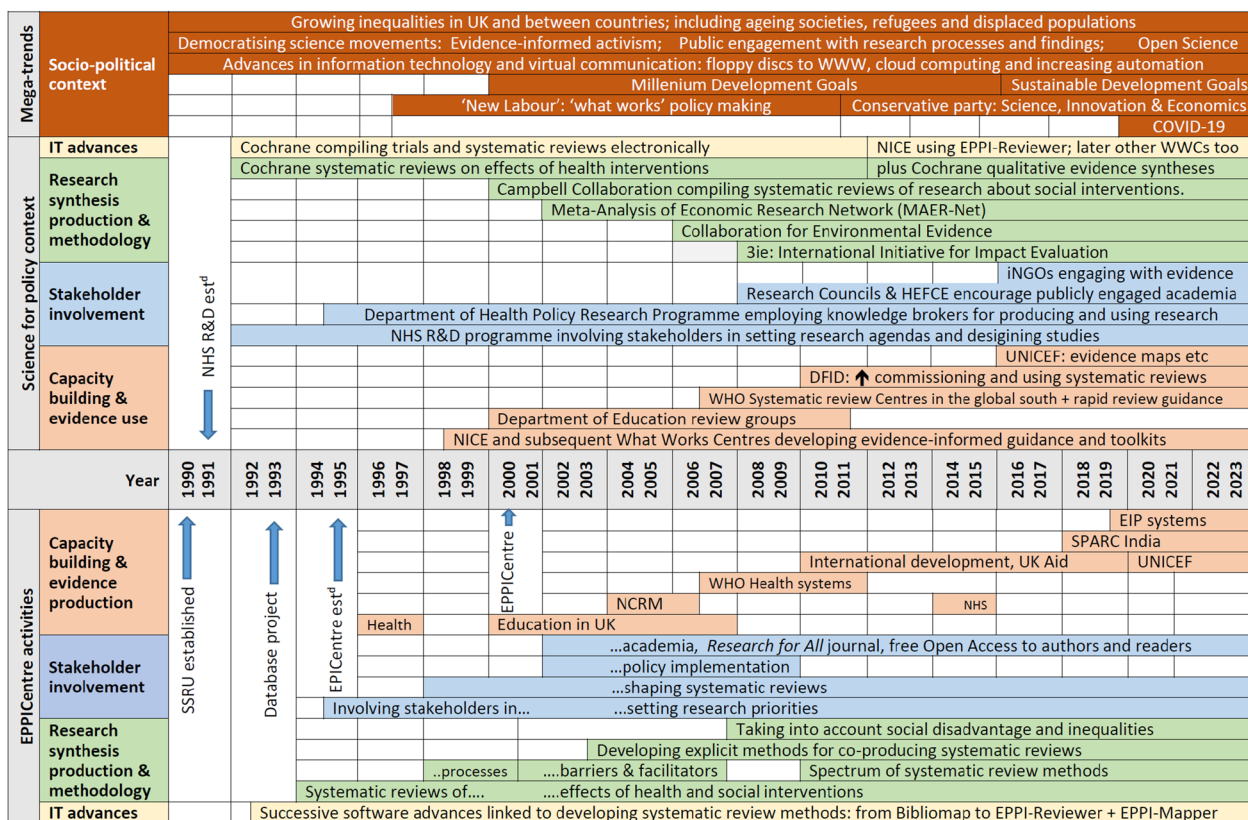 Mega-trends
Socio-political
context
Growing inequalities in UK and between countries; including ageing societies, refugees and displaced populations
Democratising science movements: Evidence-informed activism; Public engagement with research processes and findings; Open Science
Advances in information technology and virtual communication: floppy discs to WWW, cloud computing and increasing automation
Millenium Development Goals Sustainable Development Goals
'New Labour': 'what works' policy making Conservative party: Science, Innovation & Economics
COVID-19
Science for policy context
NHS R&D estd
IT advances
Cochrane compiling trials and systematic reviews electronically NICE using EPPI-Reviewer; later other WWCs too
Research
synthesis
production &
methodology
Cochrane systematic reviews on effects of health interventions plus Cochrane qualitative evidence syntheses
Campbell Collaboration compiling systematic reviews of research about social interventions.
Meta-Analysis of Economic Research Network (MAER-Net)
Collaboration for Environmental Evidence
3ie: International Initiative for Impact Evaluation
Stakeholder
involvement
iNGOs engaging with evidence
Research Councils & HEFCE encourage publicly engaged academia
Department of Health Policy Research Programme employing knowledge brokers for producing and using research
NHS R&D programme involving stakeholders in setting research agendas and desigining studies
Capacity
building &
evidence use
UNICEF: evidence maps etc
DFID: ↑ commissioning and using systematic reviews
WHO Systematic review Centres in the global south + rapid review guidance
Department of Education review groups
NICE and subsequent What Works Centres developing evidence-informed guidance and toolkits
Year
1990
1991
1992
1993
1994
1995
1996
1997
1998
1999
2000
2001
2002
2003
2004
2005
2006
2007
2008
2009
2010
2011
2012
2013
2014
2015
2016
2017
2018
2019
2020
2021
2022
2023
EPPICentre activities
SSRU established
Database project
EPICentre estd
EPPICentre
Capacity
building &
evidence
production
EIP systems
SPARC India
International development, UK Aid UNICEF
WHO Health systems
NCRM NHS
Health Education in UK
Stakeholder
involvement
...academia, Research for All journal, free Open Access to authors and readers
...policy implementation
...shaping systematic reviews
Involving stakeholders in... ...setting research priorities
Research
synthesis
production &
methodology
Taking into account social disadvantage and inequalities
Developing explicit methods for co-producing systematic reviews
..processes ....barriers & facilitators Spectrum of systematic review methods
Systematic reviews of.... ....effects of health and social interventions
IT advances
Successive software advances linked to developing systematic review methods: from Bibliomap to EPPI-Reviewer + EPPI-Mapper